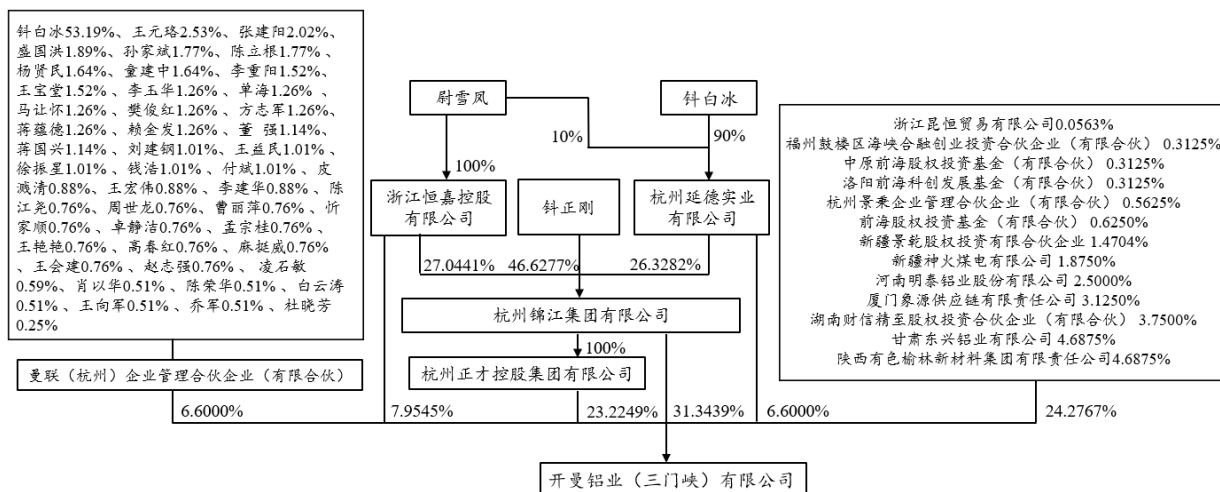 钭白冰53.19%、王元珞2.53%、张建阳2.02%、
盛国洪1.89%、孙家斌1.77%、陈立根1.77%、
杨贤民1.64%、童建中1.64%、李重阳1.52%、
王宝堂1.52%、李玉华1.26%、单海1.26%、
马让怀1.26%、樊俊红1.26%、方志军1.26%、
蒋蕴德1.26%、赖金发1.26%、董 强1.14%、
蒋国兴1.14%、刘建钢1.01%、王益民1.01%、
徐振星1.01%、钱浩1.01%、付斌1.01%、皮
溅清0.88%、王宏伟0.88%、李建华0.88%、陈
江尧0.76%、周世龙0.76%、曹丽萍0.76%、忻
家顺0.76%、卓静洁0.76%、孟宗桂0.76%、
王艳艳0.76%、高春红0.76%、麻挺威0.76%
、王会建0.76%、赵志强0.76%、凌石敏
0.59%、肖以华0.51%、陈荣华0.51%、白云涛
0.51%、王向军0.51%、乔军0.51%、杜晓芳
0.25%
曼联（杭州）企业管理合伙企业（有限合伙）
尉雪凤
钭白冰
10%
90%
100%
浙江恒嘉控股
有限公司
钭正刚
杭州延德实业
有限公司
27.0441%
46.6277%
26.3282%
杭州锦江集团有限公司
100%
杭州正才控股集团有限公司
浙江昆恒贸易有限公司0.0563%
福州鼓楼区海峡合融创业投资合伙企业（有限合伙） 0.3125%
中原前海股权投资基金（有限合伙） 0.3125%
洛阳前海科创发展基金（有限合伙） 0.3125%
杭州景秉企业管理合伙企业（有限合伙） 0.5625%
前海股权投资基金（有限合伙） 0.6250%
新疆景乾股权投资有限合伙企业 1.4704%
新疆神火煤电有限公司 1.8750%
河南明泰铝业股份有限公司 2.5000%
厦门象源供应链有限责任公司 3.1250%
湖南财信精至股权投资合伙企业（有限合伙） 3.7500%
甘肃东兴铝业有限公司 4.6875%
陕西有色榆林新材料集团有限责任公司4.6875%
6.6000%
7.9545%
23.2249%
31.3439%
6.6000%
24.2767%
开曼铝业（三门峡）有限公司